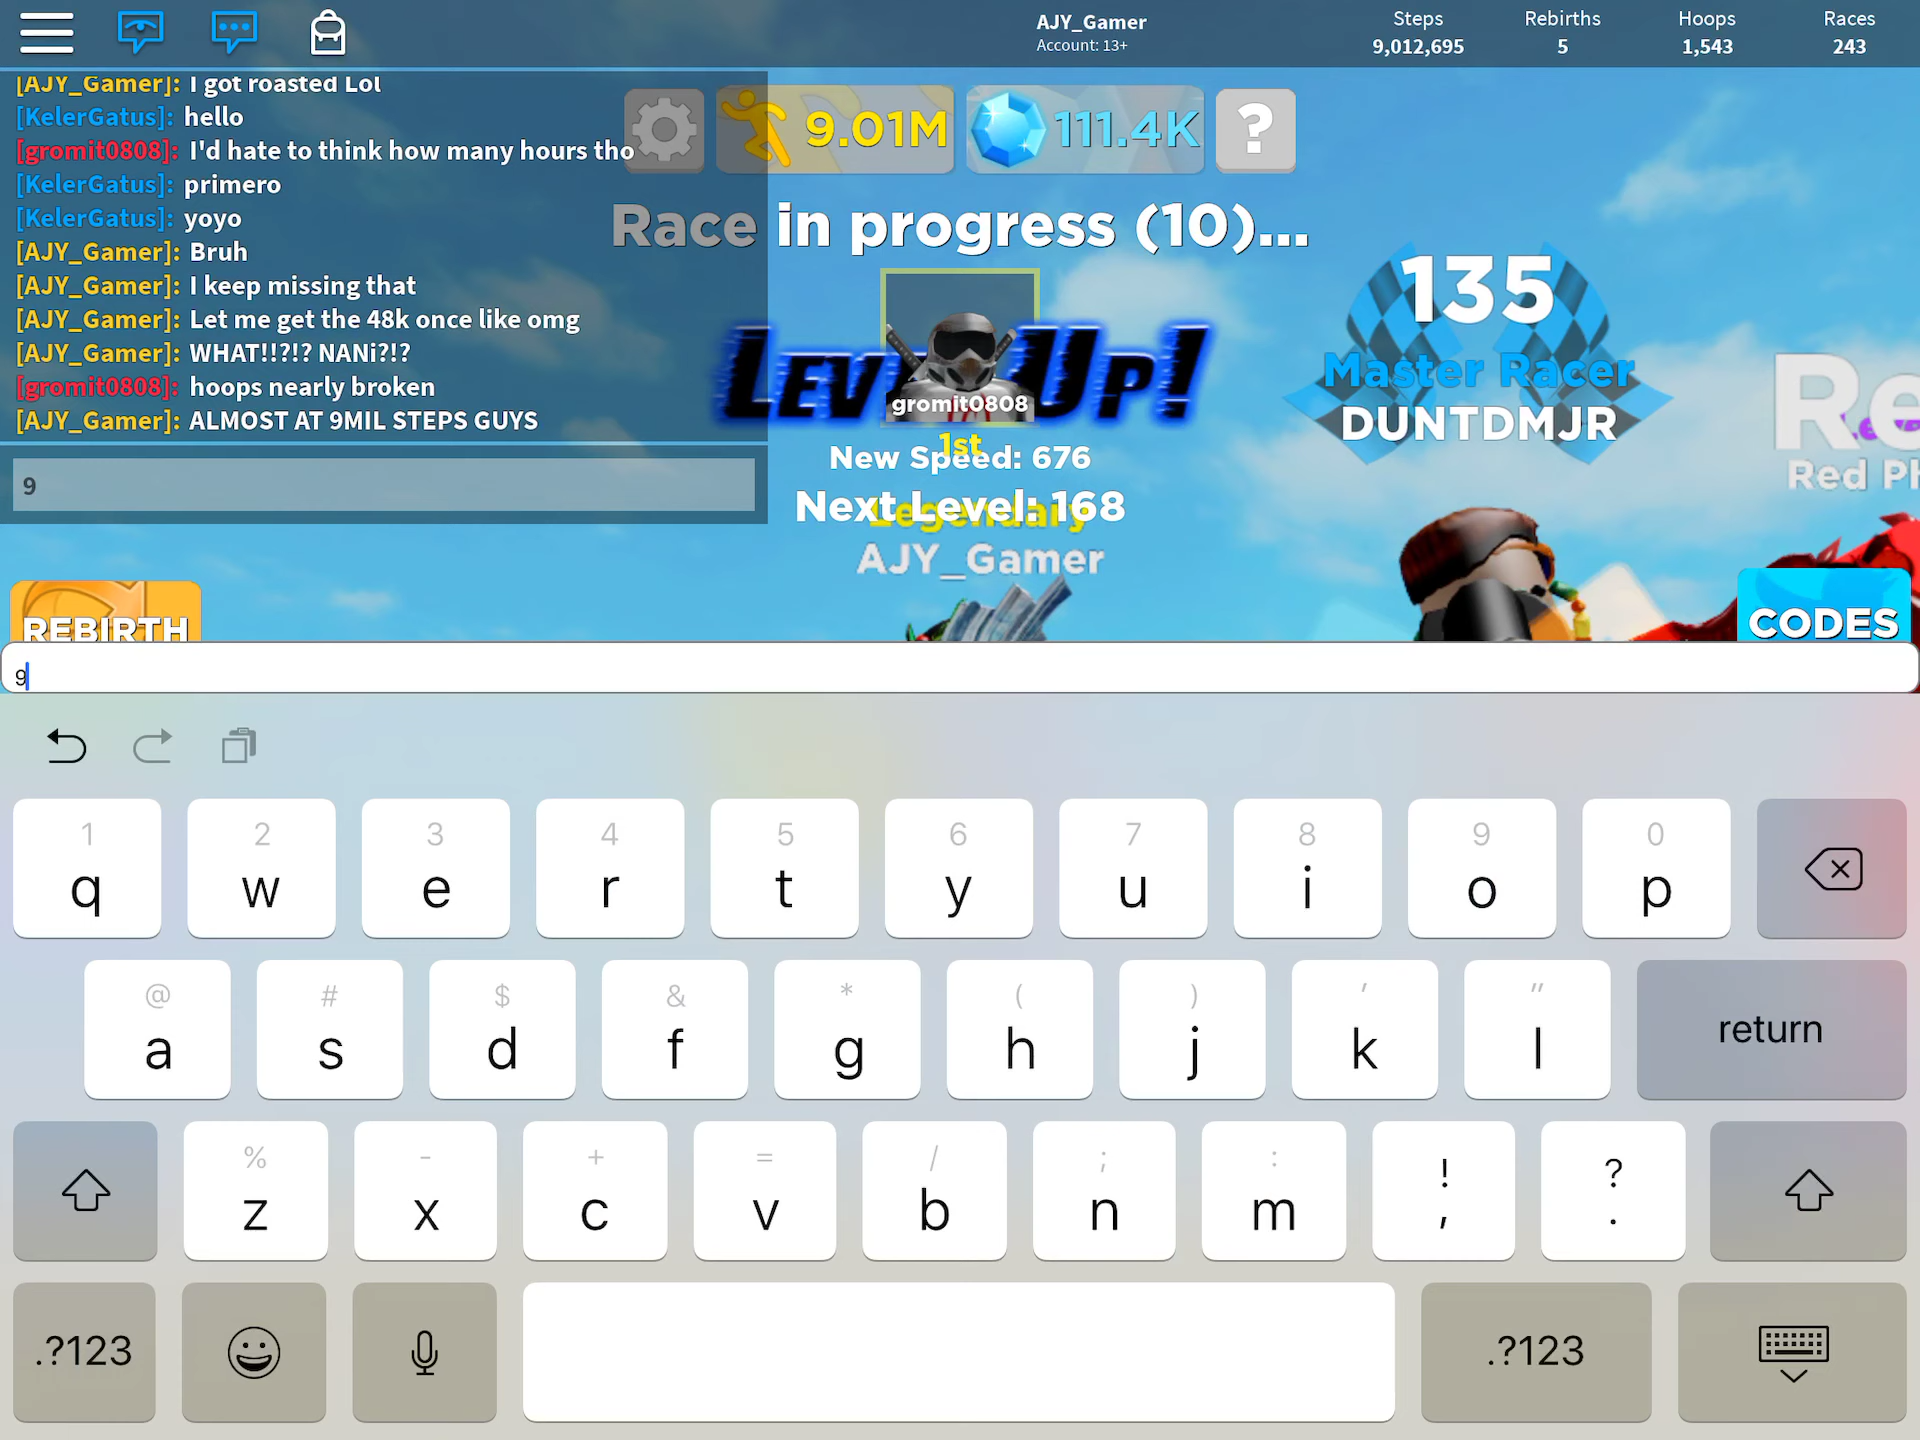 AJY_Gamer
Account: 13+
Steps
9,012,695
Rebirths
5
Hoops
1,543
Races
243
[AJY_Gamer]: I got roasted Lol
[KelerGatus]: hello
[gromit0808]: I'd hate to think how many hours tho
[KelerGatus]: primero
[KelerGatus]: yoyo
[AJY_Gamer]: Bruh
[AJY_Gamer]: I keep missing that
[AJY_Gamer]: Let me get the 48k once like omg
[AJY_Gamer]: WHAT!!?!? NANi?!?
[gromit0808]: hoops nearly broken
[AJY_Gamer]: ALMOST AT 9MIL STEPS GUYS
9
9.01M
111.4K
?
Race in progress (10)...
Level Up!
gromit0808
1st
New Speed: 676
Next Level: 168
Legendary
AJY_Gamer
135
Master Racer
DUNTDMJR
Re
Red Ph
REBIRTH
CODES
9
1 2 3 4 5 6 7 8 9 0
q w e r t y u i o p
@ # $ & * ( ) ' "
a s d f g h j k l return
% - + = / ; : ! ?
z x c v b n m , .
.?123 .?123